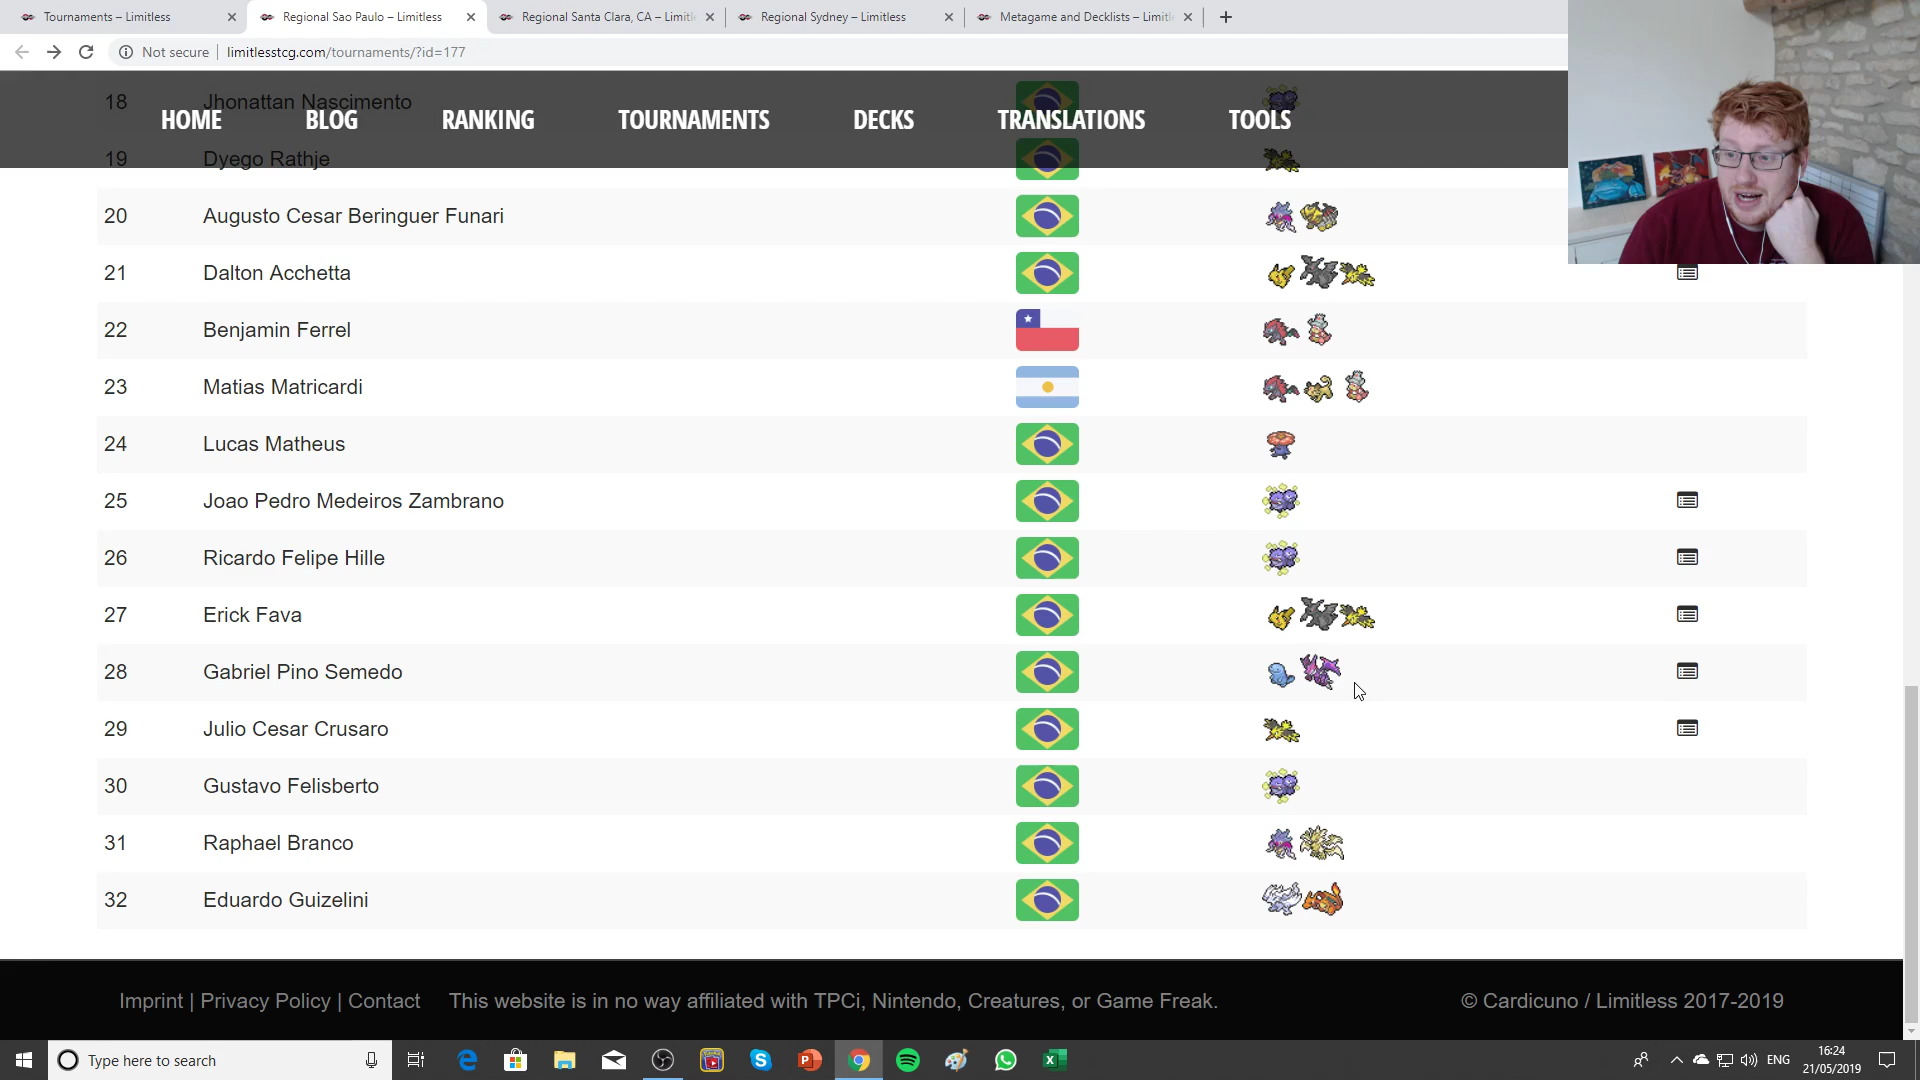 Tournaments – Limitless
Regional Sao Paulo – Limitless
Regional Santa Clara, CA – Limitl
Regional Sydney – Limitless
Metagame and Decklists – Limitl
Not secure
limitlesstcg.com/tournaments/?id=177
HOME
BLOG
RANKING
TOURNAMENTS
DECKS
TRANSLATIONS
TOOLS
18 Jhonattan Nascimento
19 Dyego Rathje
20 Augusto Cesar Beringuer Funari
21 Dalton Acchetta
22 Benjamin Ferrel
23 Matias Matricardi
24 Lucas Matheus
25 Joao Pedro Medeiros Zambrano
26 Ricardo Felipe Hille
27 Erick Fava
28 Gabriel Pino Semedo
29 Julio Cesar Crusaro
30 Gustavo Felisberto
31 Raphael Branco
32 Eduardo Guizelini
Imprint | Privacy Policy | Contact This website is in no way affiliated with TPCi, Nintendo, Creatures, or Game Freak. © Cardicuno / Limitless 2017-2019
Type here to search
ENG
16:24
21/05/2019